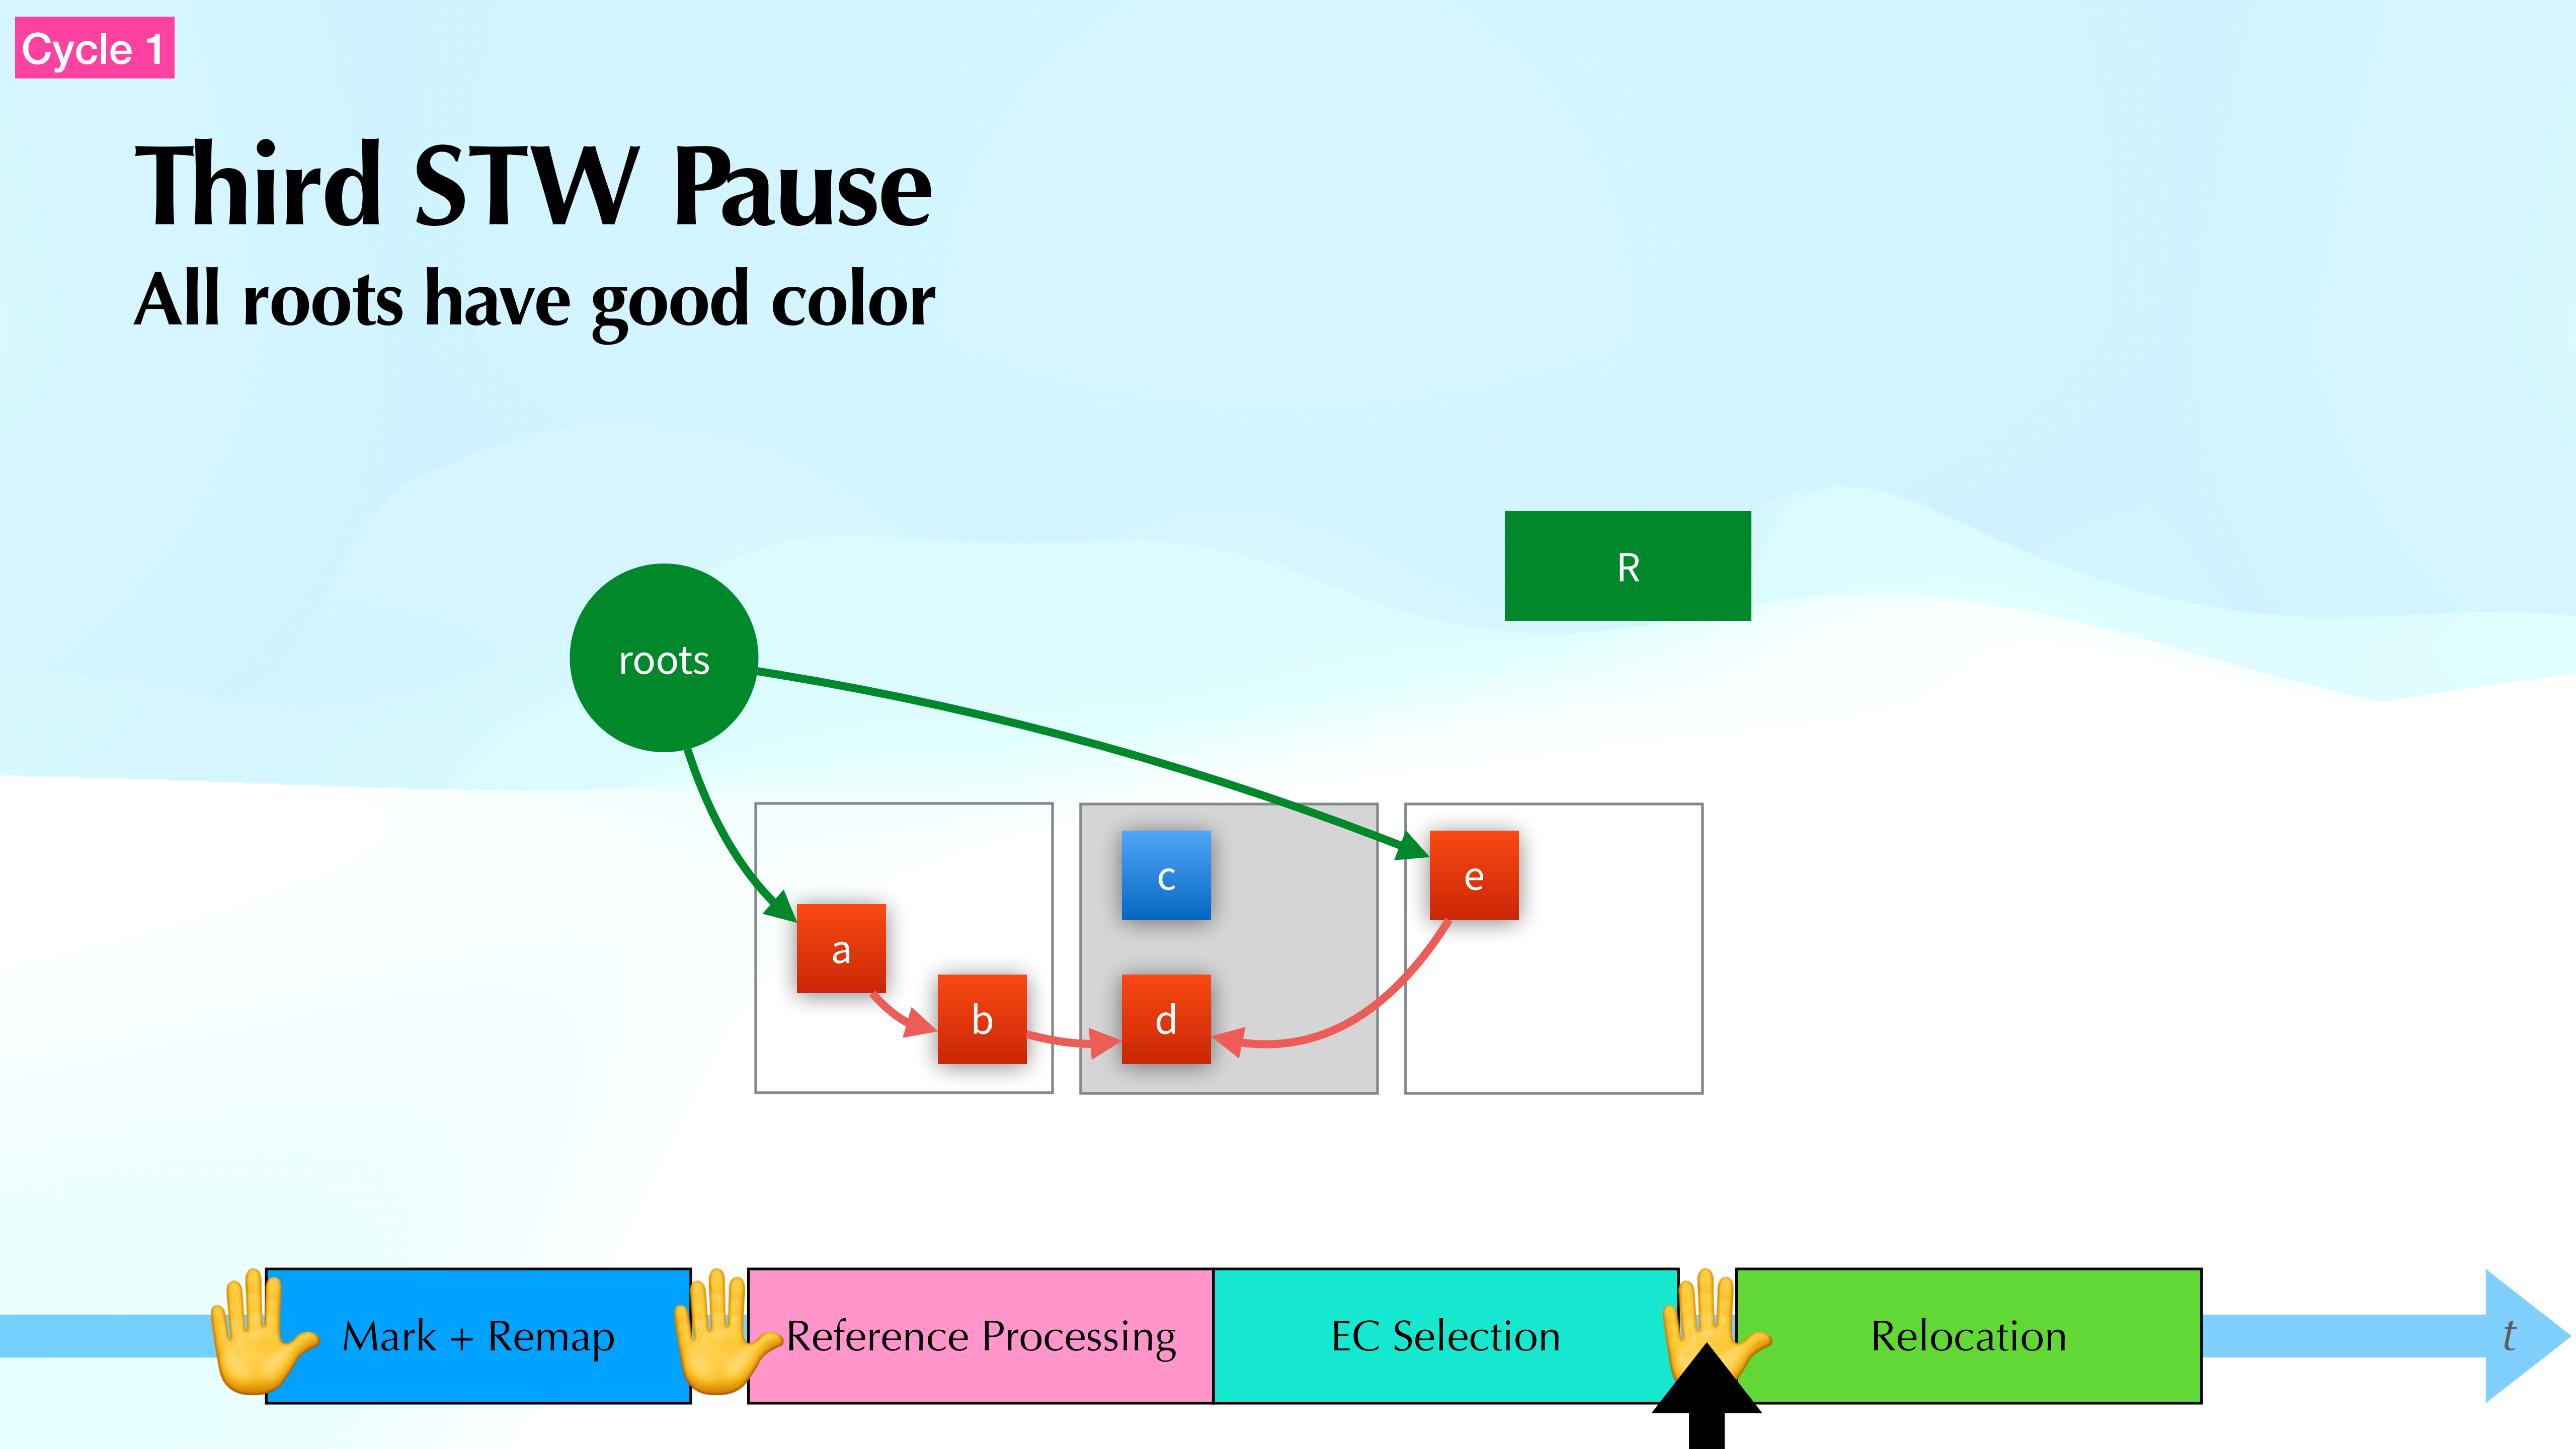 Cycle 1
Third STW Pause
All roots have good color
R
roots
c
e
a
b
d
Mark + Remap
Reference Processing
EC Selection
Relocation
t